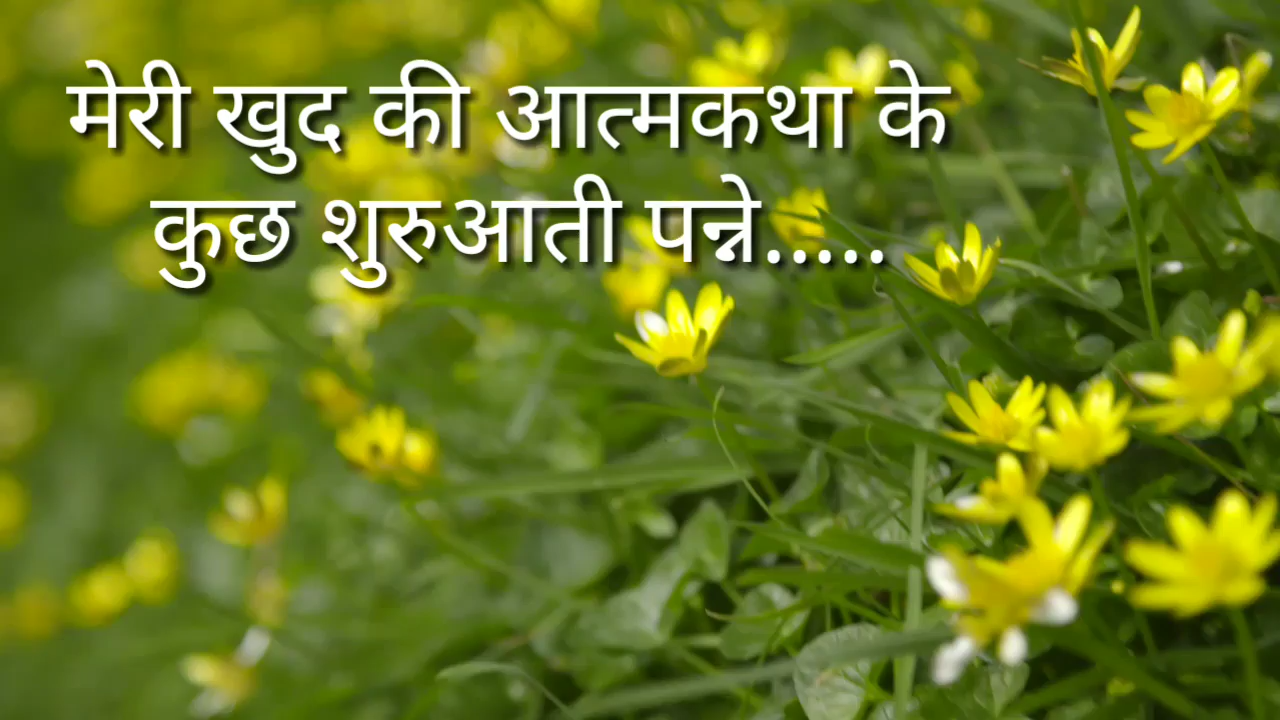 मेरी खुद की आत्मकथा के
कुछ शुरुआती पन्ने.....